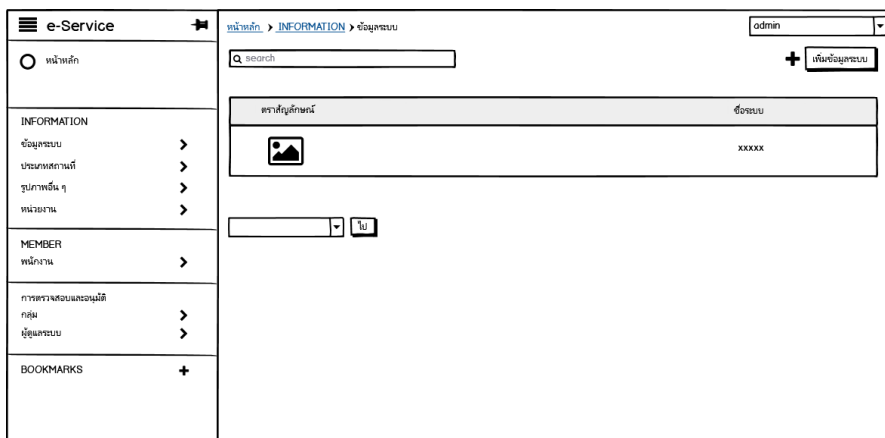 e-Service
หน้าหลัก
INFORMATION
ข้อมูลระบบ
ประเภทสถานที่
รูปภาพอื่น ๆ
หน่วยงาน
MEMBER
พนักงาน
การตรวจสอบและอนุมัติ
กลุ่ม
ผู้ดูแลระบบ
BOOKMARKS
หน้าหลัก > INFORMATION > ข้อมูลระบบ
admin
search
เพิ่มข้อมูลระบบ
ตราสัญลักษณ์ ชื่อระบบ
xxxxx
ไป